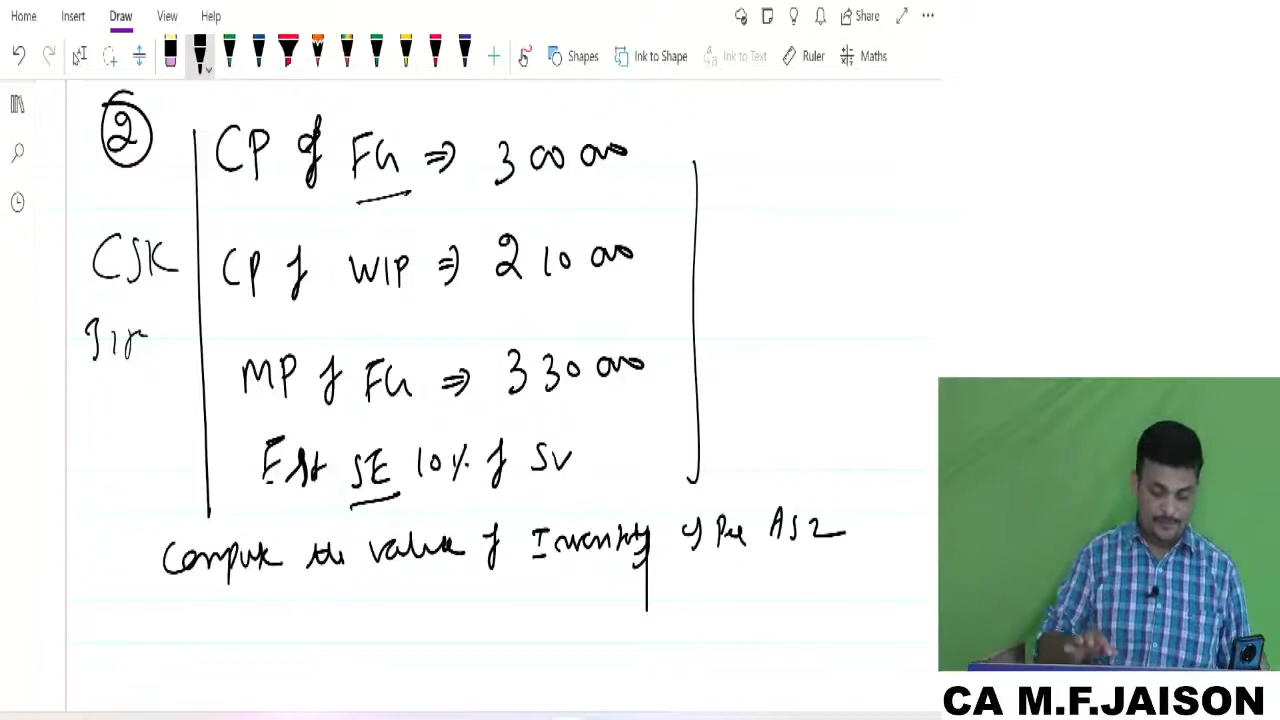 Home Insert Draw View Help Share
Shapes Ink to Shape Ink to Text Ruler Maths
2
CP of FG ⇒ 300000
CSK
CP of WIP ⇒ 210000
MP of FG ⇒ 330000
Est SE 10% of SV
Compute the value of Inventory as per AS 2
CA M.F.JAISON